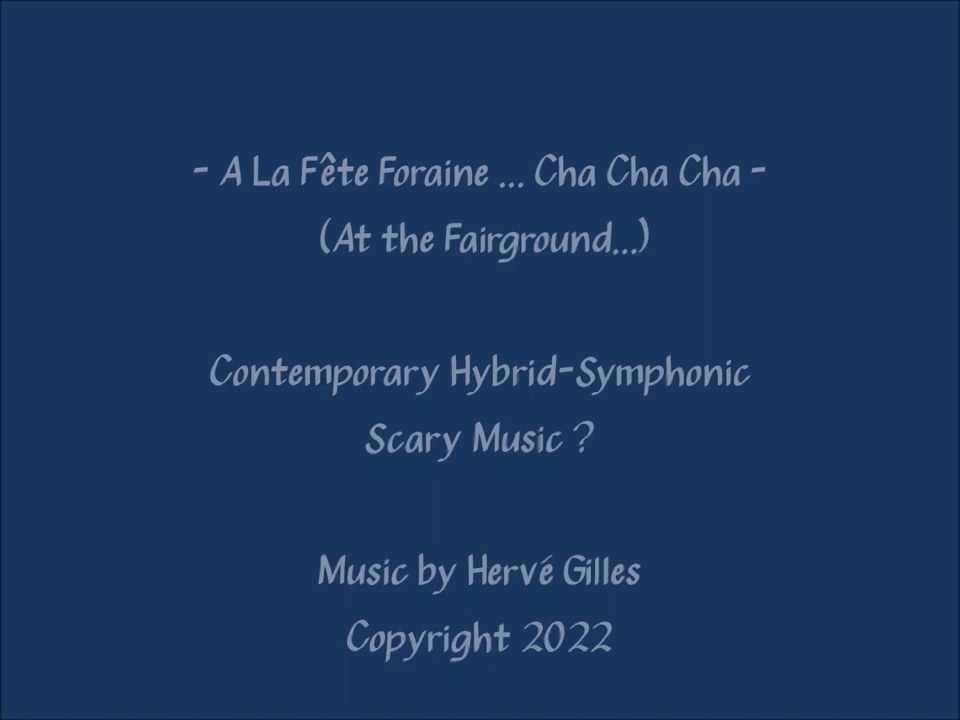 - A La Fête Foraine ... Cha Cha Cha -
(At the Fairground...)
Contemporary Hybrid-Symphonic
Scary Music ?
Music by Hervé Gilles
Copyright 2022